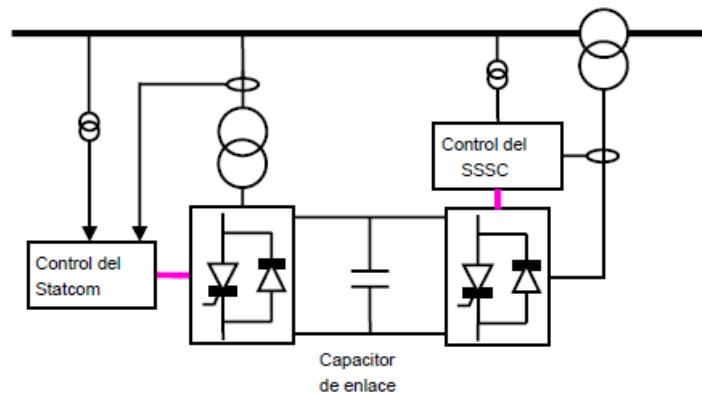 Control del
SSSC
Control del
Statcom
Capacitor
de enlace